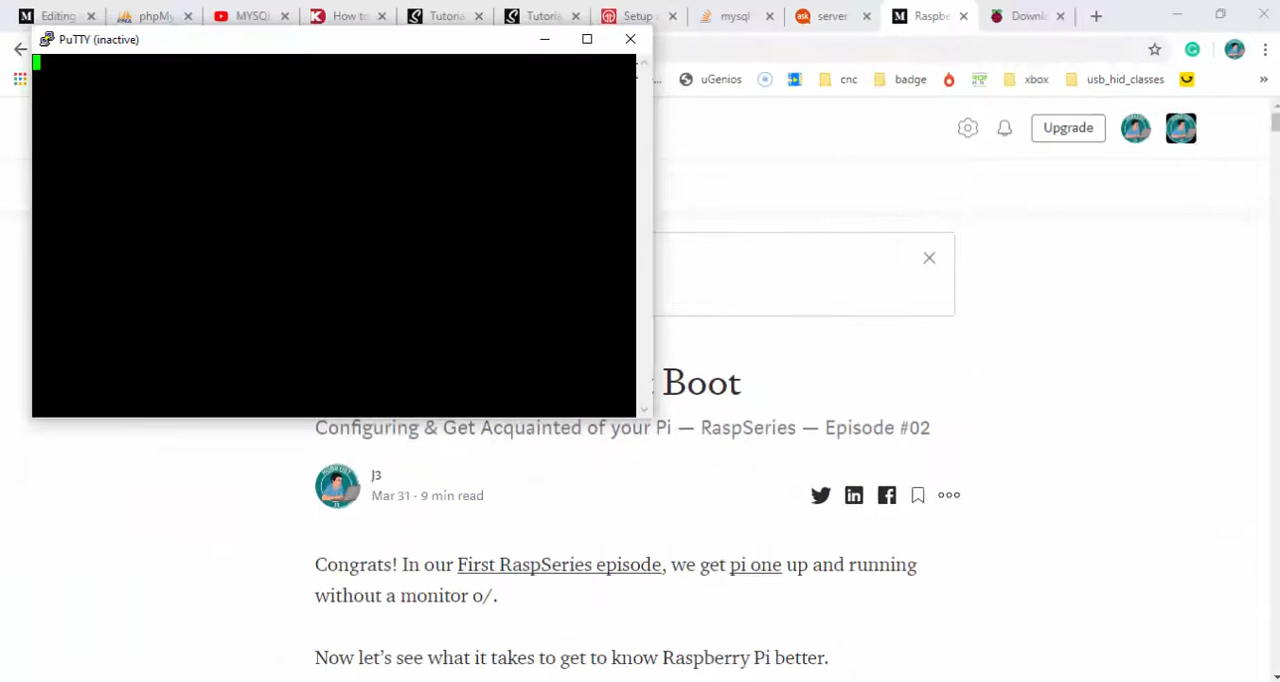 Editing
phpMy
MYSQL
How to
Tutoria
Tutoria
Setup
mysql
ask
server
Raspbe
Downlo
PuTTY (inactive)
uGenios
cnc
badge
xbox
usb_hid_classes
»
Upgrade
Boot
Configuring & Get Acquainted of your Pi — RaspSeries — Episode #02
J3
Mar 31 · 9 min read
Congrats! In our First RaspSeries episode, we get pi one up and running
without a monitor o/.
Now let's see what it takes to get to know Raspberry Pi better.